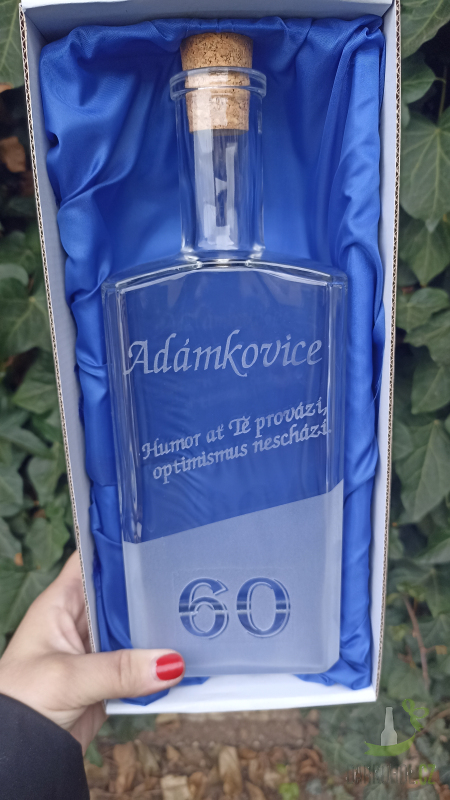 Adámkovice
Humor ať Tě provází,
optimismus neschází.
60